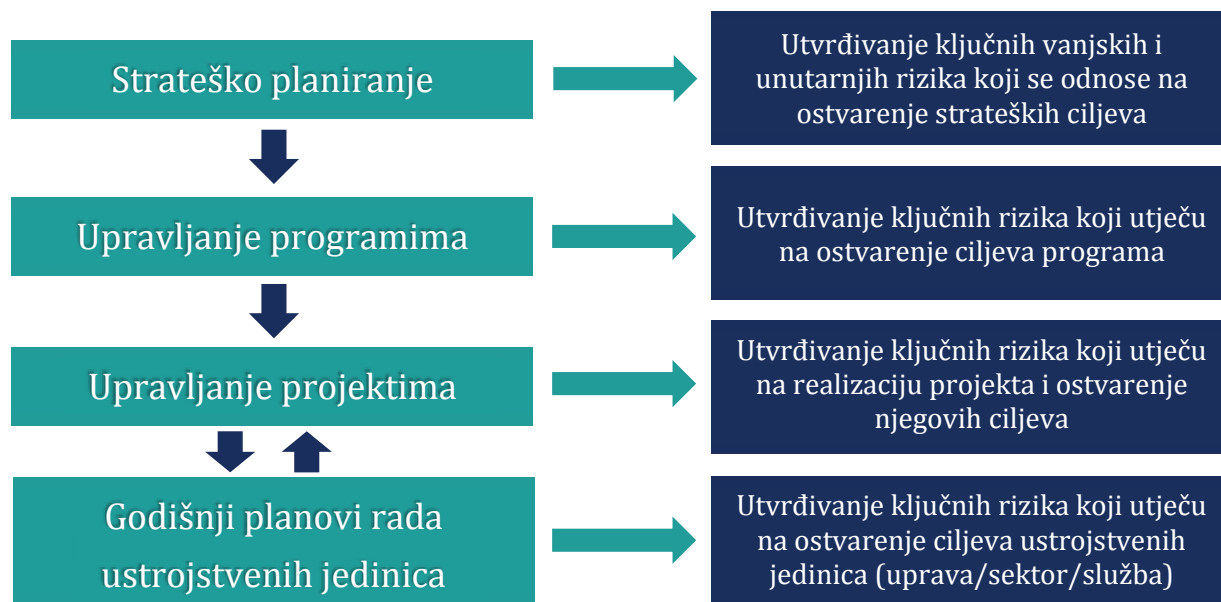 Strateško planiranje
Utvrđivanje ključnih vanjskih i
unutarnjih rizika koji se odnose na
ostvarenje strateških ciljeva
Upravljanje programima
Utvrđivanje ključnih rizika koji utječu
na ostvarenje ciljeva programa
Upravljanje projektima
Utvrđivanje ključnih rizika koji utječu
na realizaciju projekta i ostvarenje
njegovih ciljeva
Godišnji planovi rada
ustrojstvenih jedinica
Utvrđivanje ključnih rizika koji utječu
na ostvarenje ciljeva ustrojstvenih
jedinica (uprava/sektor/služba)